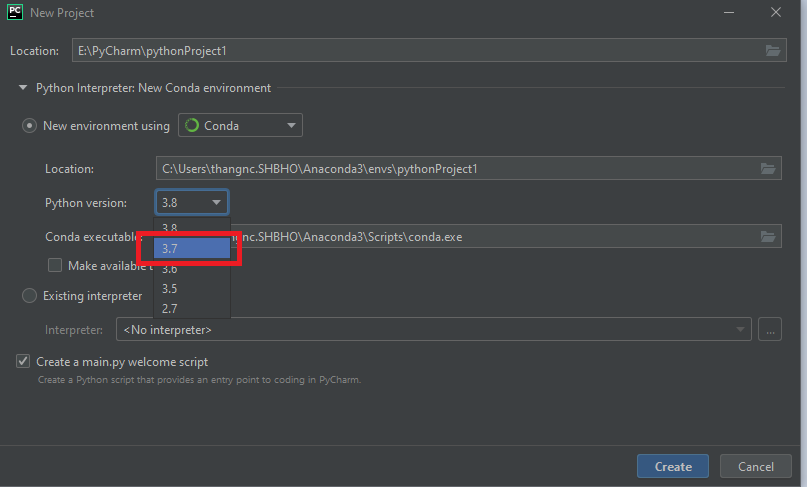 PC New Project
Location: E:\PyCharm\pythonProject1
Python Interpreter: New Conda environment
New environment using Conda
Location: C:\Users\thangnc.SHBHO\Anaconda3\envs\pythonProject1
Python version: 3.8
3.8
Conda executable: gnc.SHBHO\Anaconda3\Scripts\conda.exe
3.7
Make available
3.6
3.5
Existing interpreter
2.7
Interpreter: <No interpreter> ...
Create a main.py welcome script
Create a Python script that provides an entry point to coding in PyCharm.
Create Cancel